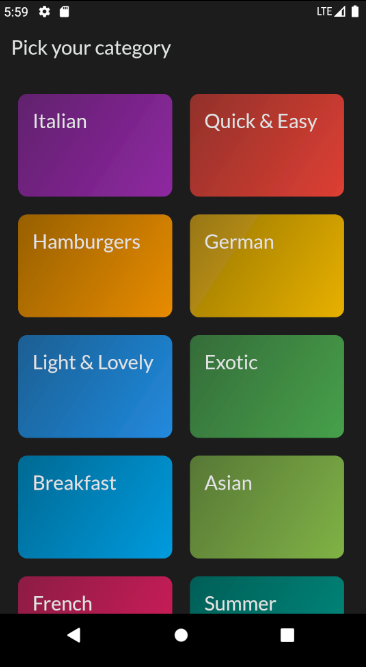 5:59
LTE
Pick your category
Italian
Quick & Easy
Hamburgers
German
Light & Lovely
Exotic
Breakfast
Asian
French
Summer